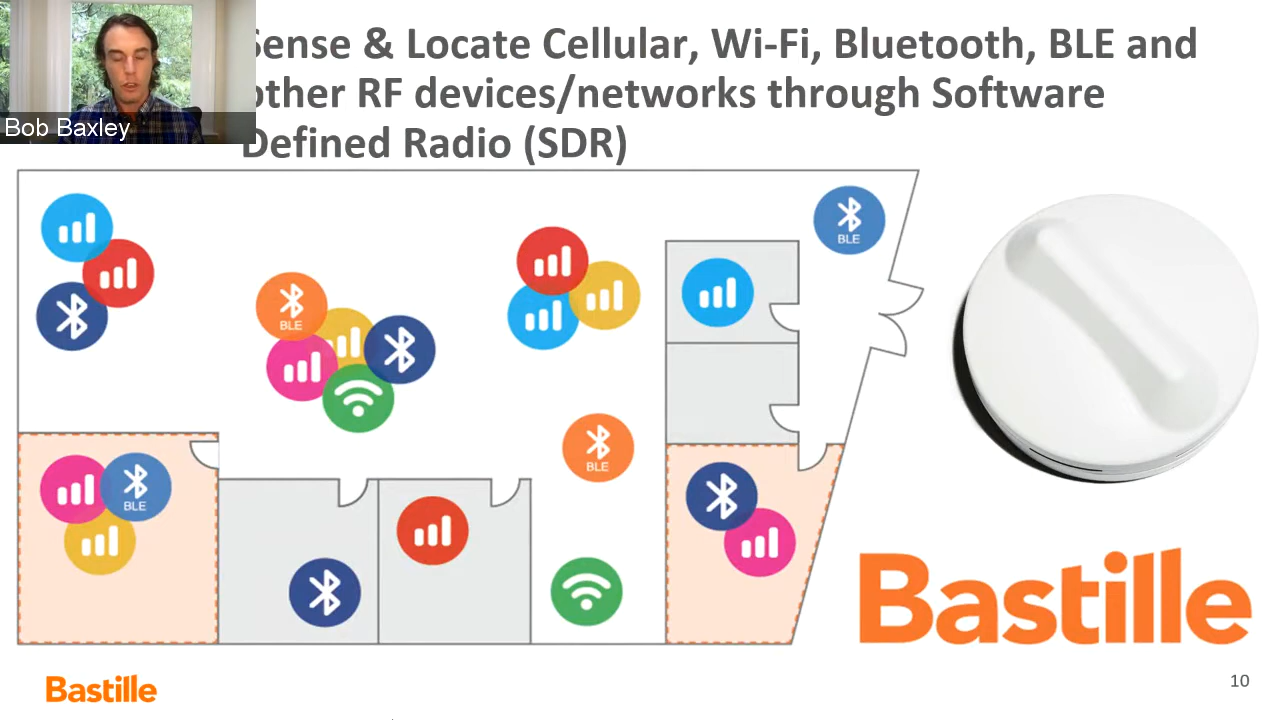 Sense & Locate Cellular, Wi-Fi, Bluetooth, BLE and
other RF devices/networks through Software
Defined Radio (SDR)
Bob Baxley
BLE
BLE
BLE
BLE
Bastille
Bastille
10